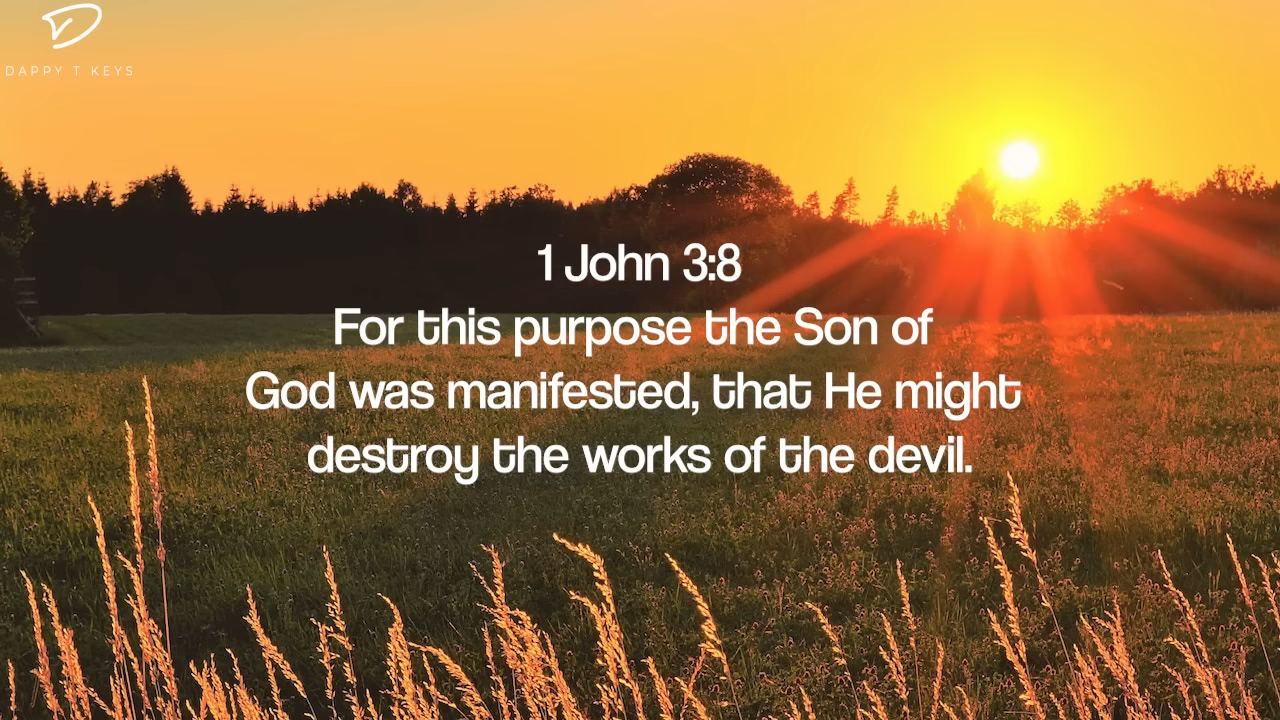 DAPPY T KEYS
1 John 3:8
For this purpose the Son of
God was manifested, that He might
destroy the works of the devil.